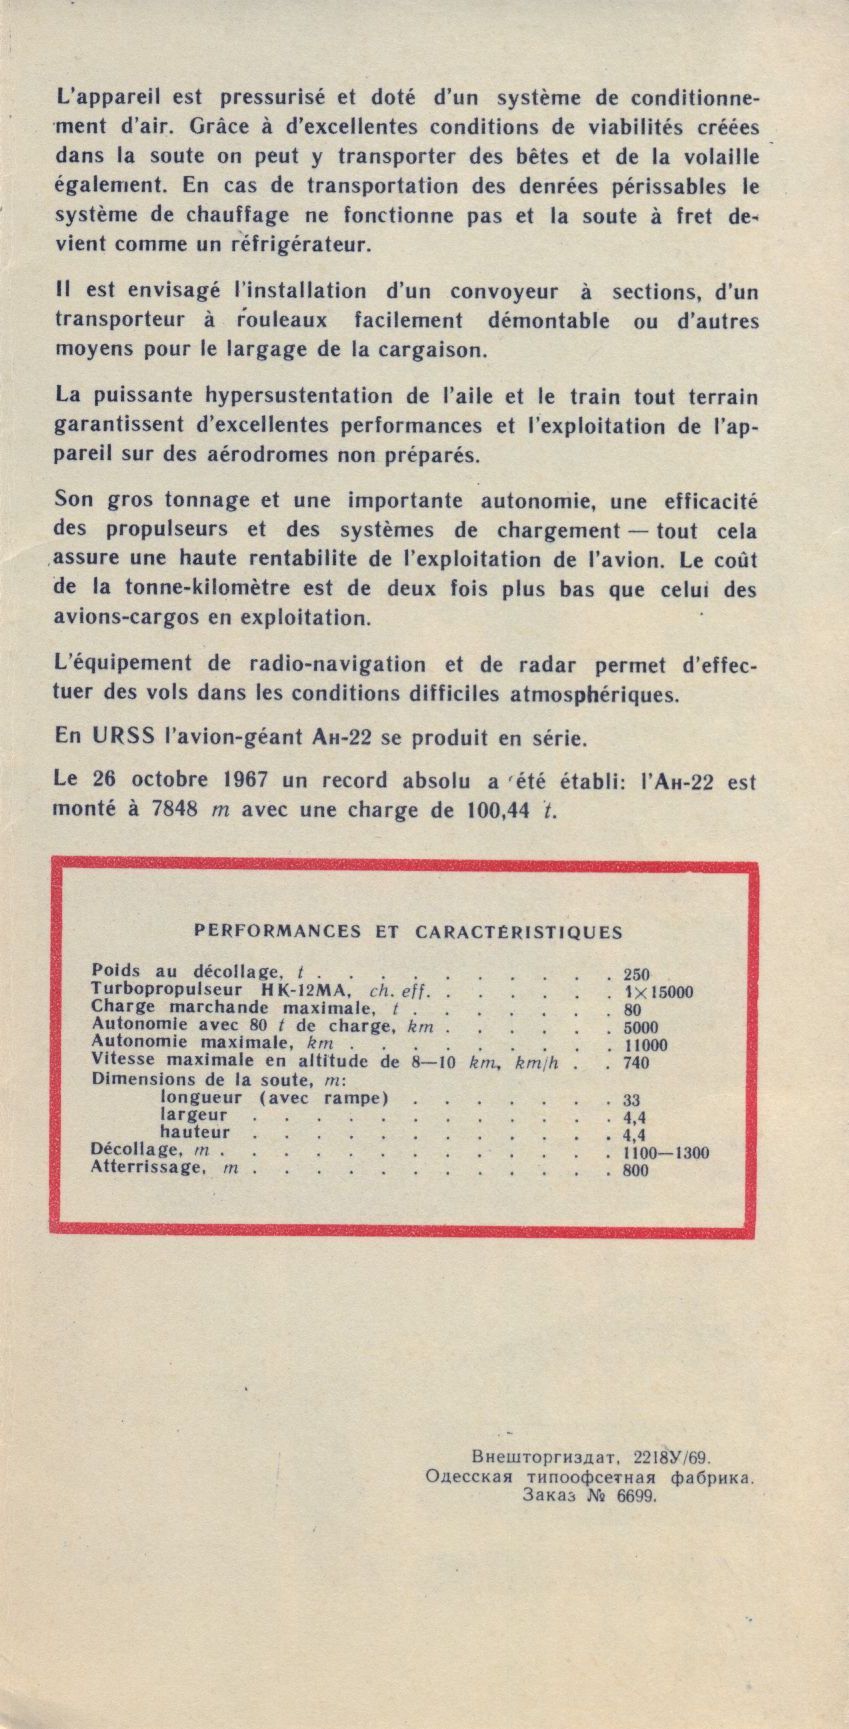 L'appareil est pressurisé et doté d'un système de conditionne-
ment d'air. Grâce à d'excellentes conditions de viabilités créées
dans la soute on peut y transporter des bêtes et de la volaille
également. En cas de transportation des denrées périssables le
système de chauffage ne fonctionne pas et la soute à fret de-
vient comme un réfrigérateur.
Il est envisagé l'installation d'un convoyeur à sections, d'un
transporteur à rouleaux facilement démontable ou d'autres
moyens pour le largage de la cargaison.
La puissante hypersustentation de l'aile et le train tout terrain
garantissent d'excellentes performances et l'exploitation de l'ap-
pareil sur des aérodromes non préparés.
Son gros tonnage et une importante autonomie, une efficacité
des propulseurs et des systèmes de chargement — tout cela
assure une haute rentabilite de l'exploitation de l'avion. Le coût
de la tonne-kilomètre est de deux fois plus bas que celui des
avions-cargos en exploitation.
L'équipement de radio-navigation et de radar permet d'effec-
tuer des vols dans les conditions difficiles atmosphériques.
En URSS l'avion-géant Ан-22 se produit en série.
Le 26 octobre 1967 un record absolu a été établi: l'Ан-22 est
monté à 7848 m avec une charge de 100,44 t.
PERFORMANCES ET CARACTÉRISTIQUES
Poids au décollage, t . . . . . . . . . . 250
Turbopropulseur НК-12МА, ch. eff. . . . . . . 1×15000
Charge marchande maximale, t . . . . . . . 80
Autonomie avec 80 t de charge, km . . . . . . 5000
Autonomie maximale, km . . . . . . . . . 11000
Vitesse maximale en altitude de 8—10 km, km/h . . 740
Dimensions de la soute, m:
longueur (avec rampe) . . . . . . . 33
largeur . . . . . . . . . . . . 4,4
hauteur . . . . . . . . . . . . 4,4
Décollage, m . . . . . . . . . . . . . 1100—1300
Atterrissage, m . . . . . . . . . . . . 800
Внешторгиздат, 2218У/69.
Одесская типоофсетная фабрика.
Заказ № 6699.